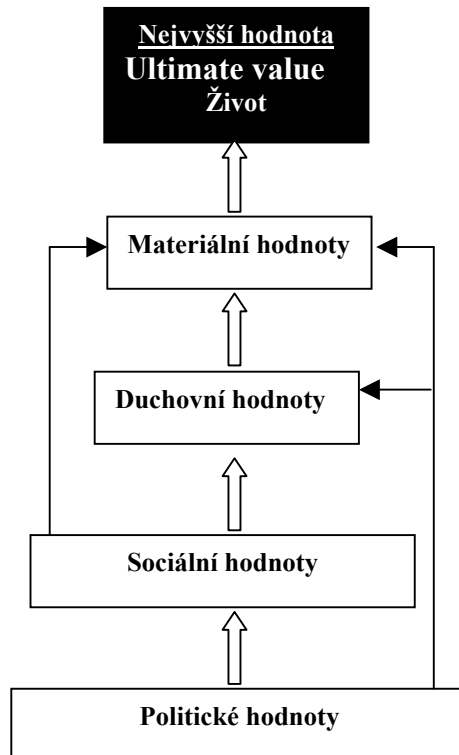 Nejvyšší hodnota
Ultimate value
Život
Materiální hodnoty
Duchovní hodnoty
Sociální hodnoty
Politické hodnoty